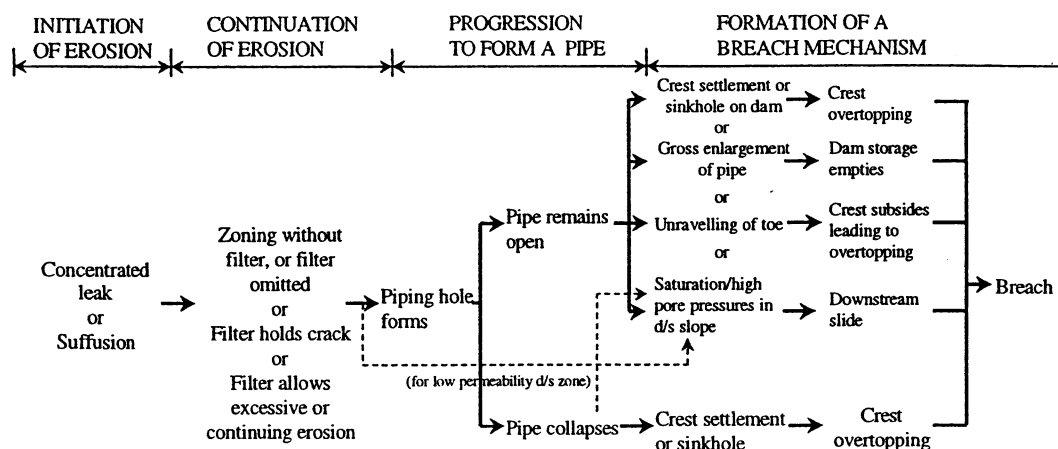 INITIATION
OF EROSION
CONTINUATION
OF EROSION
PROGRESSION
TO FORM A PIPE
FORMATION OF A
BREACH MECHANISM
Concentrated
leak
or
Suffusion
Zoning without
filter, or filter
omitted
or
Filter holds crack
or
Filter allows
excessive or
continuing erosion
Piping hole
forms
(for low permeability d/s zone)
Pipe remains
open
Pipe collapses
Crest settlement or
sinkhole on dam
or
Gross enlargement
of pipe
or
Unravelling of toe
or
Saturation/high
pore pressures in
d/s slope
Crest settlement
or sinkhole
Crest
overtopping
Dam storage
empties
Crest subsides
leading to
overtopping
Downstream
slide
Crest
overtopping
Breach